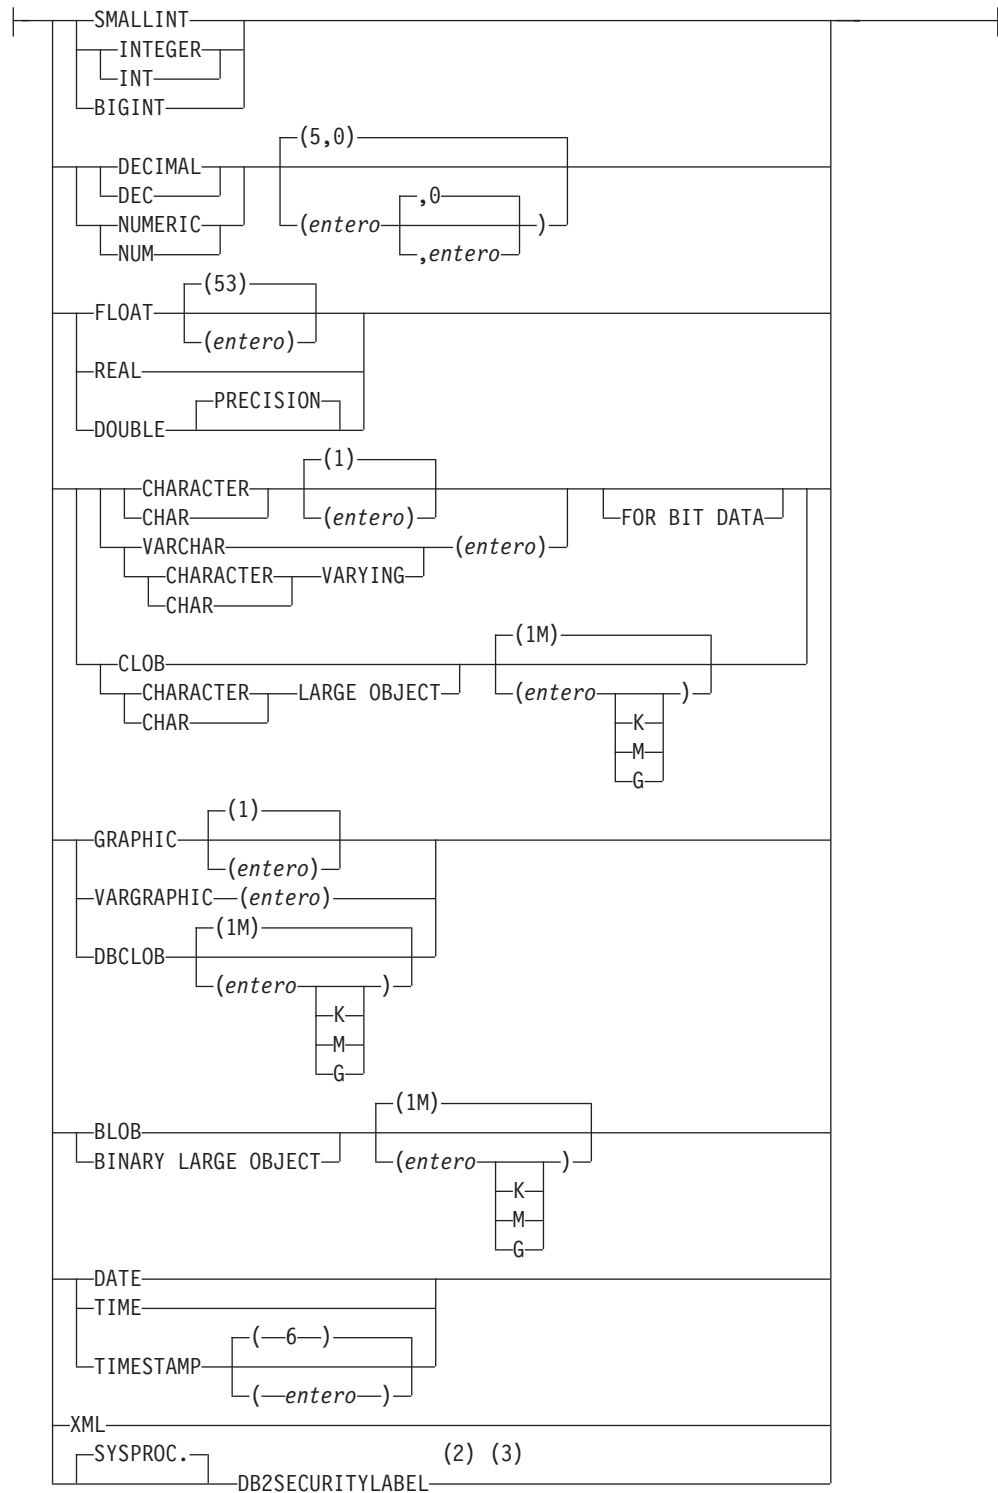 SMALLINT
INTEGER
INT
BIGINT
(5,0)
DECIMAL
DEC
,0
NUMERIC
(entero )
NUM
,entero
(53)
FLOAT
(entero)
REAL
PRECISION
DOUBLE
(1)
CHARACTER
CHAR
(entero)
FOR BIT DATA
VARCHAR
(entero)
CHARACTER VARYING
CHAR
(1M)
CLOB
CHARACTER LARGE OBJECT
(entero )
CHAR
K
M
G
(1)
GRAPHIC
(entero)
VARGRAPHIC (entero)
(1M)
DBCLOB
(entero )
K
M
G
(1M)
BLOB
BINARY LARGE OBJECT
(entero )
K
M
G
DATE
TIME
( 6 )
TIMESTAMP
( entero )
XML
SYSPROC.
(2) (3)
DB2SECURITYLABEL